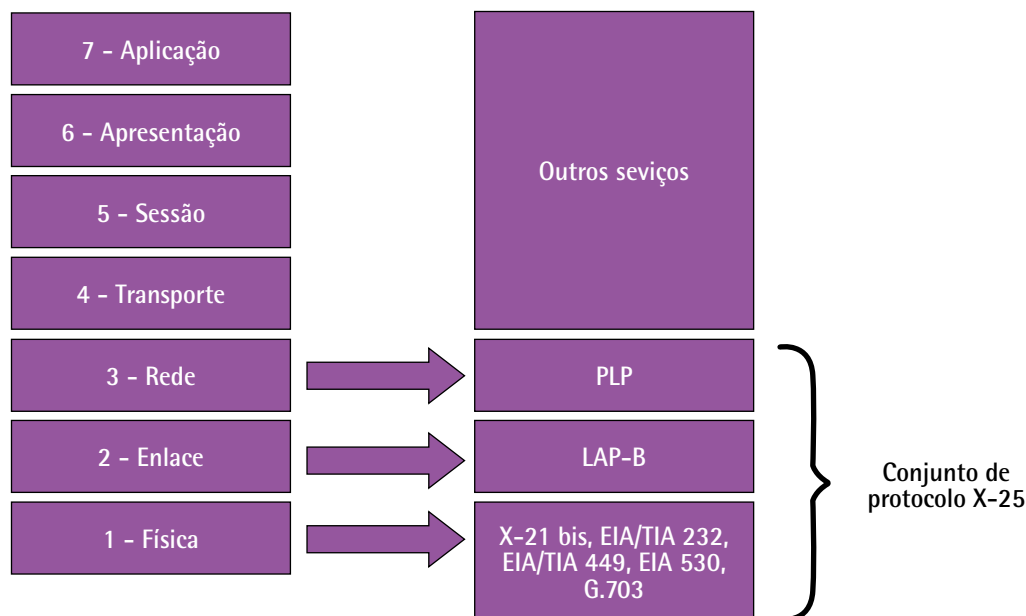 7 - Aplicação
6 - Apresentação
5 - Sessão
4 - Transporte
3 - Rede
2 - Enlace
1 - Física
Outros seviços
PLP
LAP-B
X-21 bis, EIA/TIA 232,
EIA/TIA 449, EIA 530,
G.703
Conjunto de
protocolo X-25